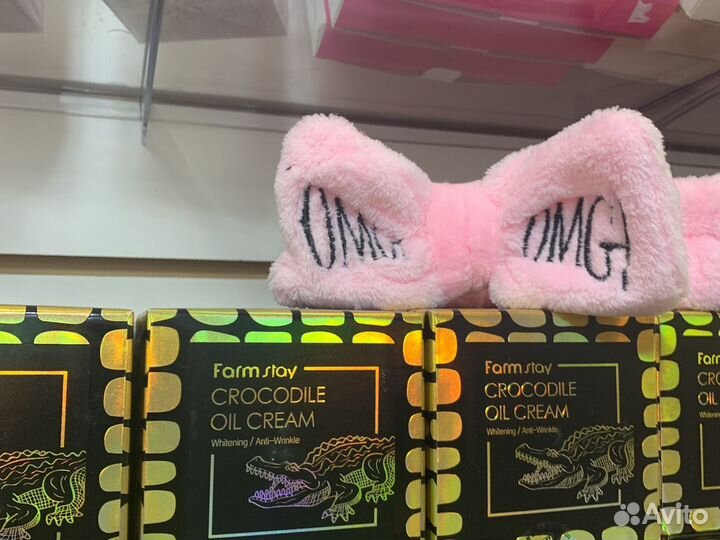 OMG
OMG
Farm stay
CROCODILE
OIL CREAM
Whitening / Anti-Wrinkle
Farm stay
CROCODILE
OIL CREAM
Whitening / Anti-Wrinkle
Avito